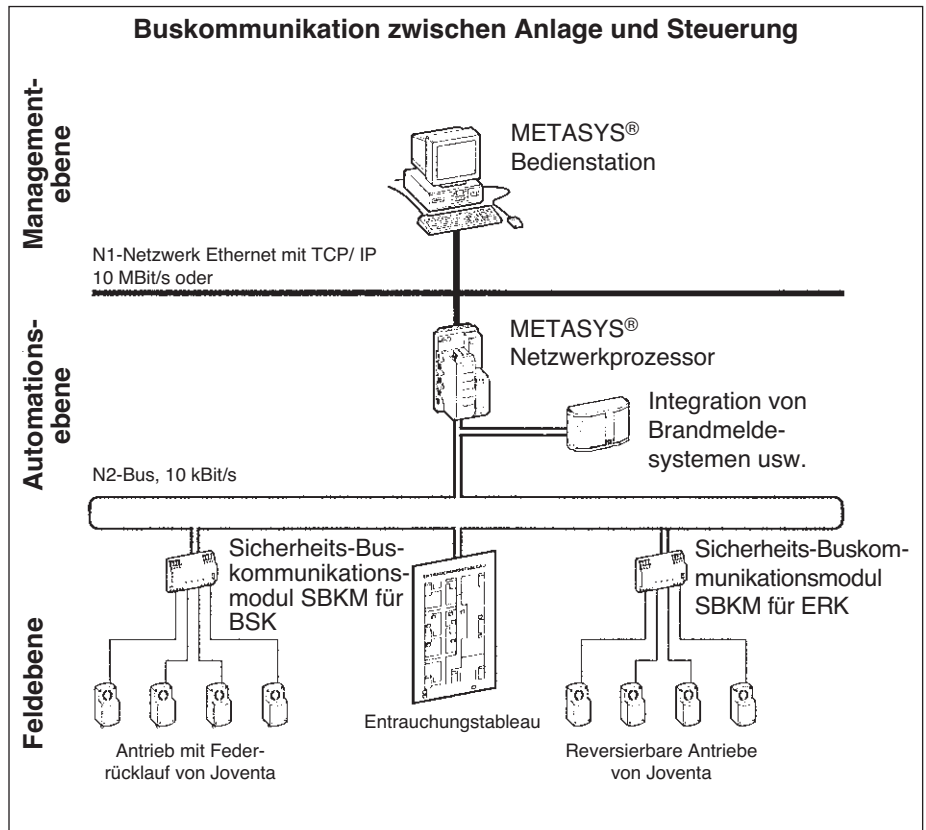 Buskommunikation zwischen Anlage und Steuerung
Management-
ebene
METASYS®
Bedienstation
N1-Netzwerk Ethernet mit TCP/ IP
10 MBit/s oder
Automations-
ebene
METASYS®
Netzwerkprozessor
Integration von
Brandmelde-
systemen usw.
N2-Bus, 10 kBit/s
Feldebene
Sicherheits-Bus-
kommunikations-
modul SBKM für
BSK
Sicherheits-Buskom-
munikationsmodul
SBKM für ERK
ENTRAUCHUNGSTABLEAU
Entrauchungstableau
Antrieb mit Feder-
rücklauf von Joventa
Reversierbare Antriebe
von Joventa